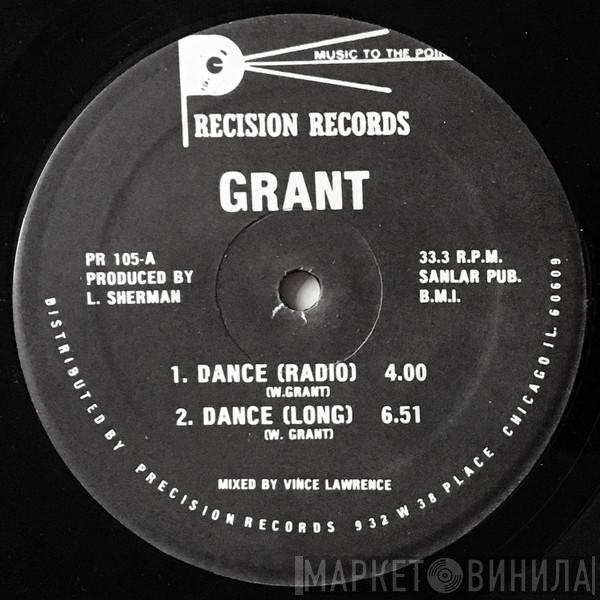 MUSIC TO THE POIN
PRECISION RECORDS
GRANT
PR 105-A
PRODUCED BY
L. SHERMAN
33.3 R.P.M.
SANLAR PUB.
B.M.I.
1. DANCE (RADIO) 4.00
(W.GRANT)
2. DANCE (LONG) 6.51
(W. GRANT)
MIXED BY VINCE LAWRENCE
DISTRIBUTED BY PRECISION RECORDS 932 W 38 PLACE CHICAGO IL. 60609
МАРКЕТ ВИНИЛА